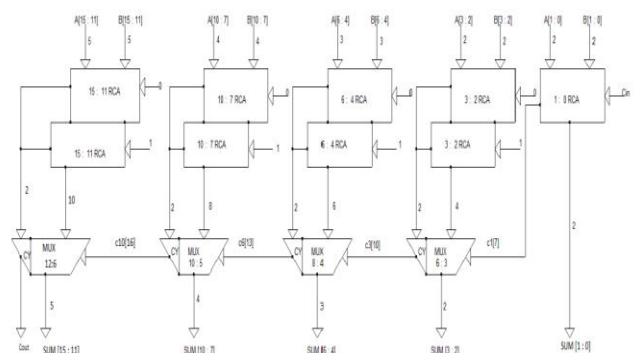 A[15 : 11] B[15 : 11] A[10 : 7] B[10 : 7] A[6 : 4] B[6 : 4] A[3 : 2] B[3 : 2] A[1 : 0] B[1 : 0]
5 5 4 4 3 3 2 2 2 2
15 : 11 RCA 0 10 : 7 RCA 0 6 : 4 RCA 0 3 : 2 RCA 0 1 : 0 RCA Cin
15 : 11 RCA 1 10 : 7 RCA 1 6 : 4 RCA 1 3 : 2 RCA 1
2 10 2 8 2 6 2 4 2
CY MUX 12:6 c10[16] CY MUX 10 : 5 c6[13] CY MUX 8 : 4 c3[10] CY MUX 6 : 3 c1[7]
5 4 3 2
Cout SUM [15 : 11] SUM [10 : 7] SUM [6 : 4] SUM [3 : 2] SUM [1 : 0]